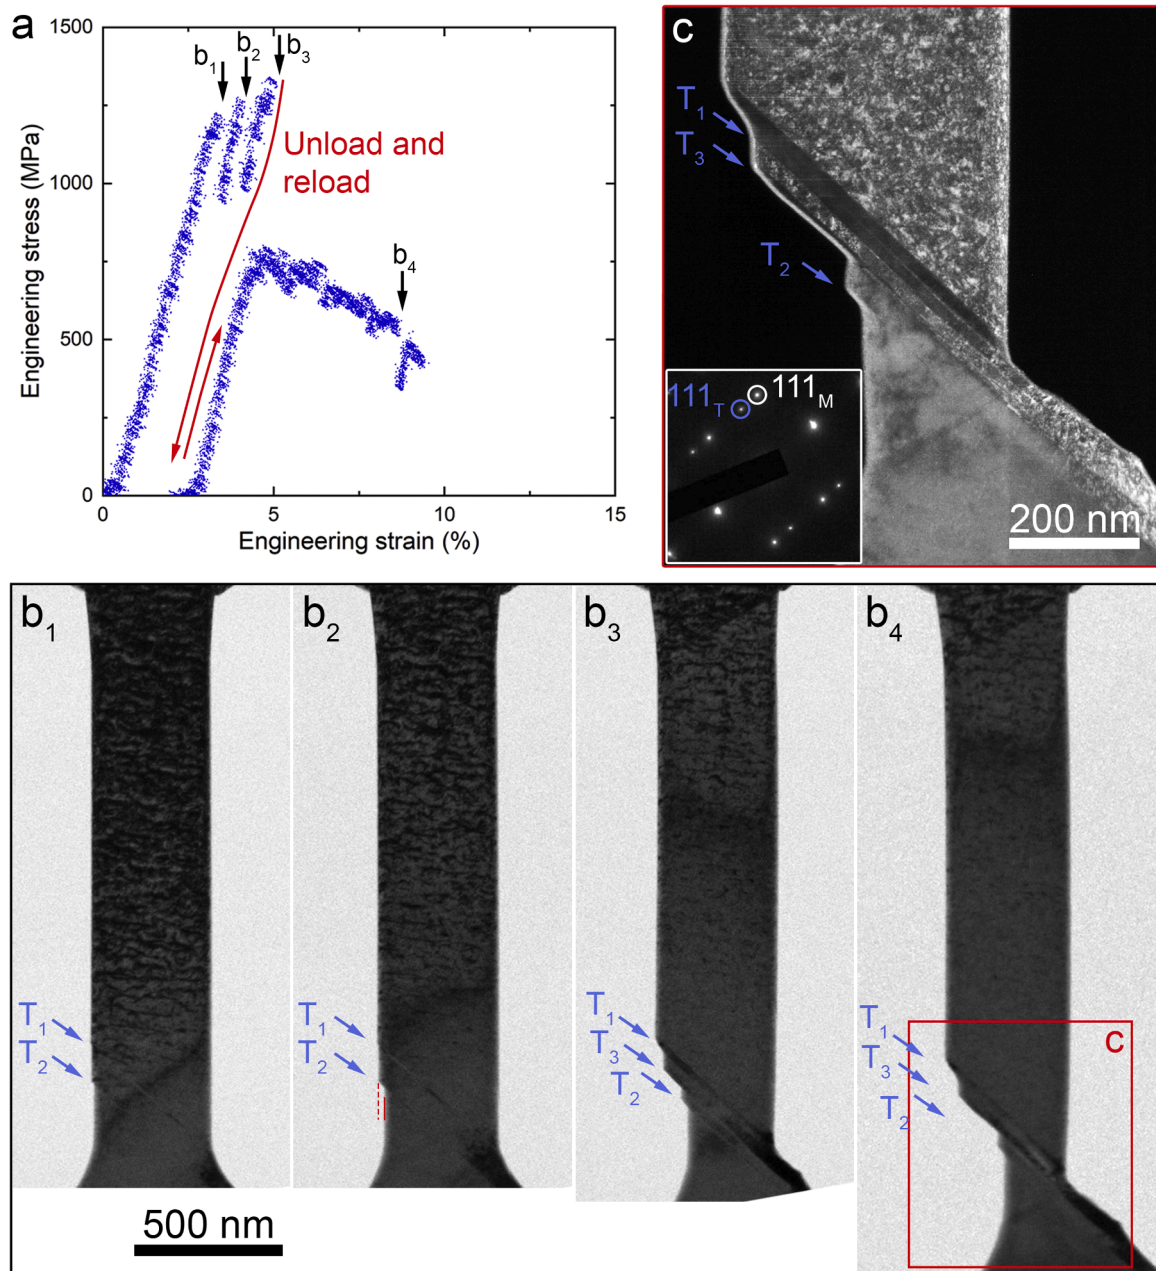 a
1500
1000
500
0
0
5
10
15
Engineering stress (MPa)
Engineering strain (%)
b1
b2
b3
Unload and
reload
b4
c
T1
T3
T2
111T
111M
200 nm
b1
T1
T2
500 nm
b2
T1
T2
b3
T1
T3
T2
b4
T1
T3
T2
c